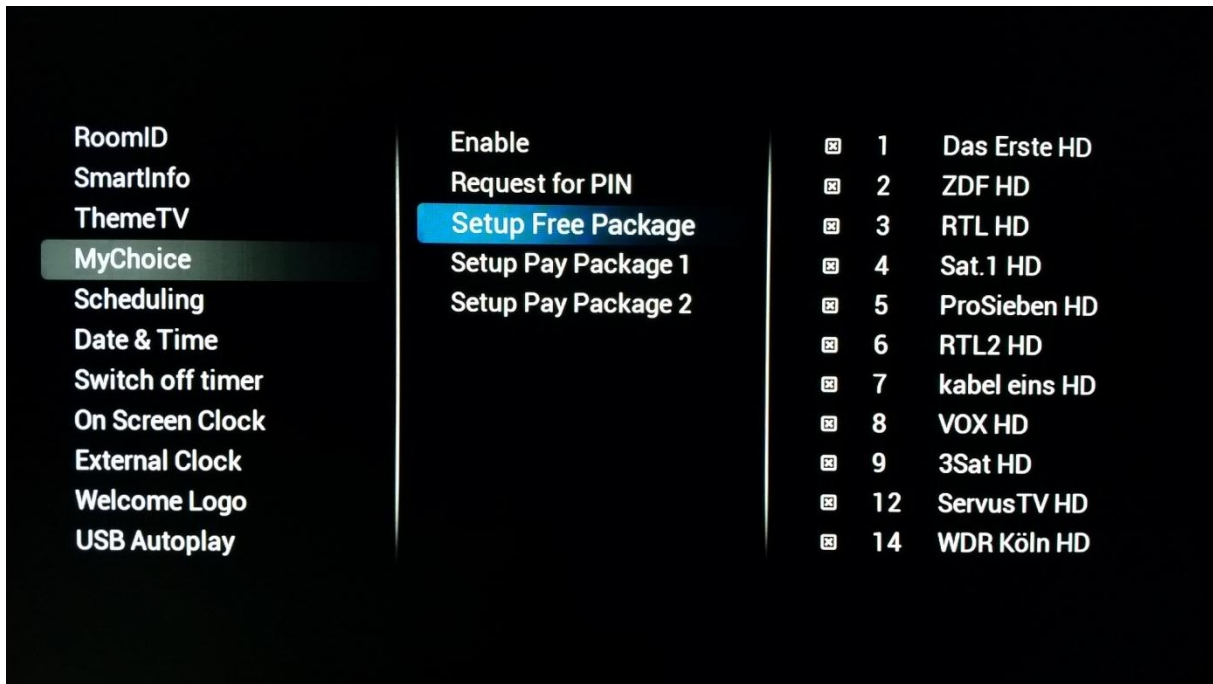 RoomID
SmartInfo
ThemeTV
MyChoice
Scheduling
Date & Time
Switch off timer
On Screen Clock
External Clock
Welcome Logo
USB Autoplay
Enable
Request for PIN
Setup Free Package
Setup Pay Package 1
Setup Pay Package 2
1 Das Erste HD
2 ZDF HD
3 RTL HD
4 Sat.1 HD
5 ProSieben HD
6 RTL2 HD
7 kabel eins HD
8 VOX HD
9 3Sat HD
12 ServusTV HD
14 WDR Köln HD